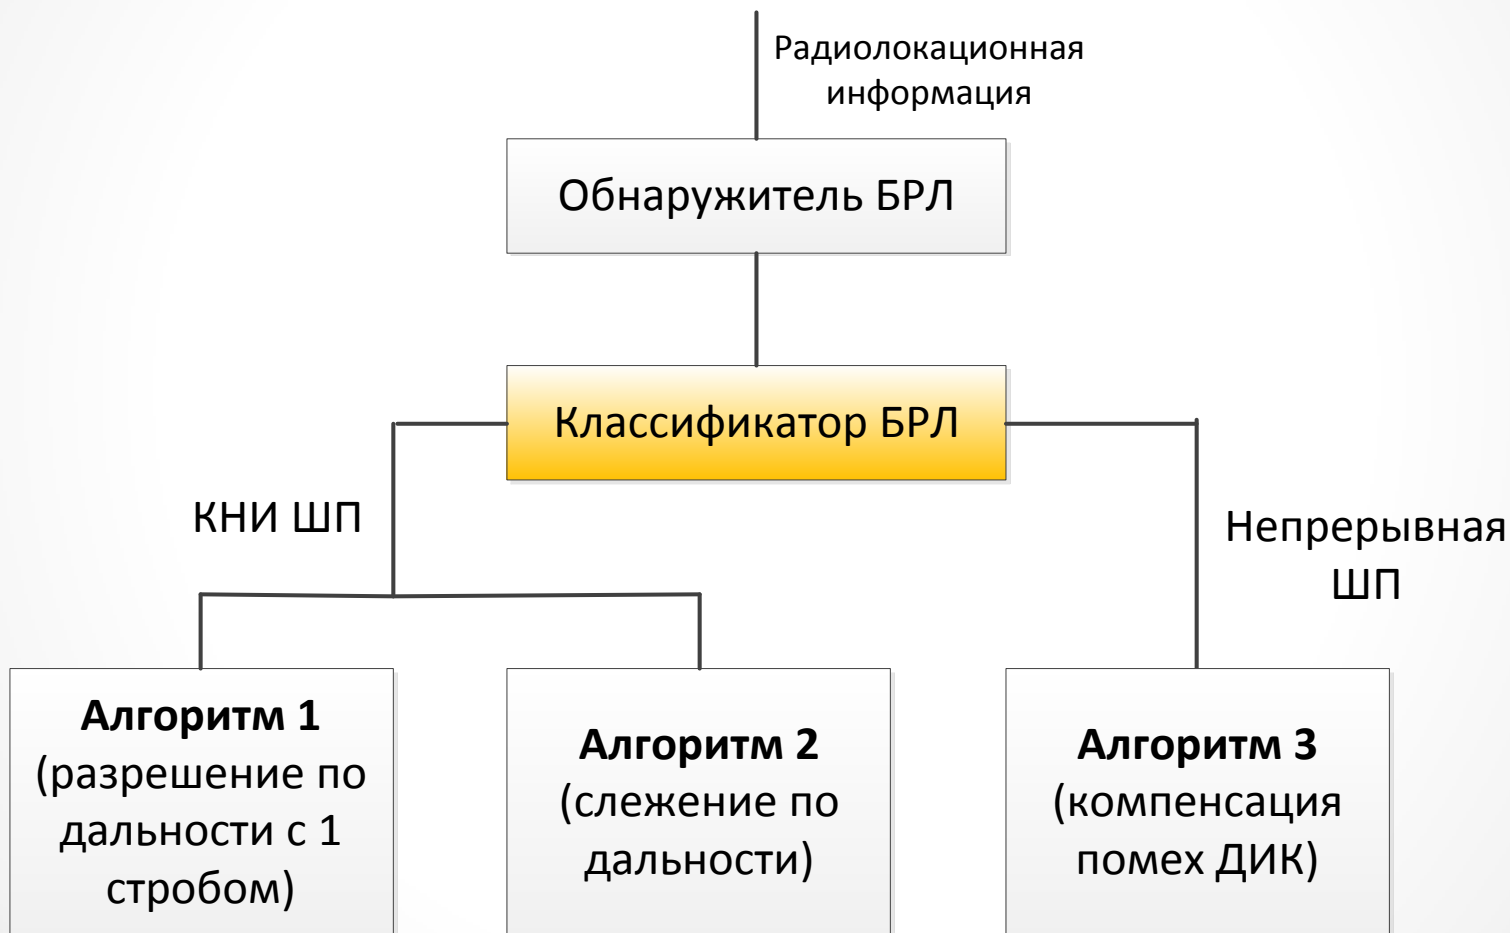 Радиолокационная
информация
Обнаружитель БРЛ
Классификатор БРЛ
КНИ ШП
Непрерывная
ШП
Алгоритм 1
(разрешение по
дальности с 1
стробом)
Алгоритм 2
(слежение по
дальности)
Алгоритм 3
(компенсация
помех ДИК)